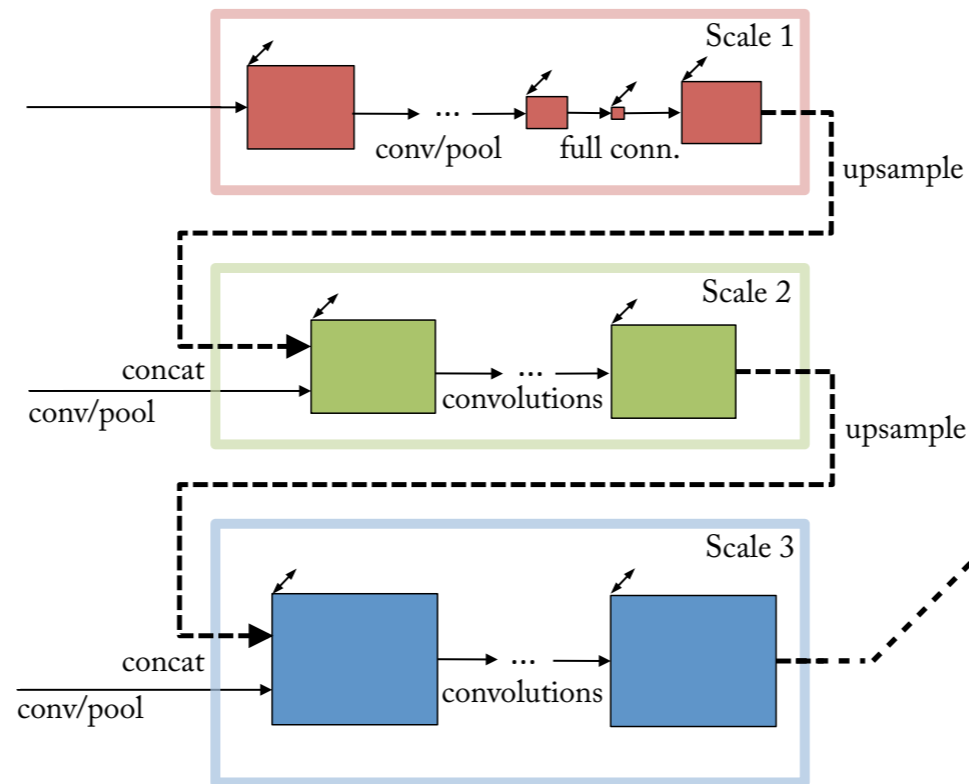 Scale 1
...
conv/pool
full conn.
upsample
Scale 2
concat
conv/pool
...
convolutions
upsample
Scale 3
concat
conv/pool
...
convolutions